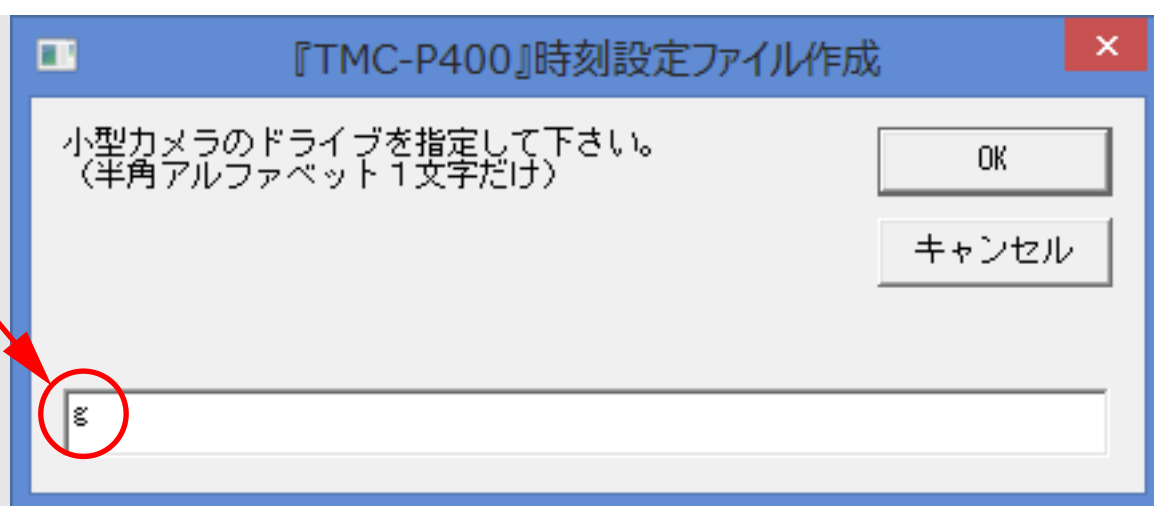 『TMC-P400』時刻設定ファイル作成
小型カメラのドライブを指定して下さい。
（半角アルファベット１文字だけ）
OK
キャンセル
g